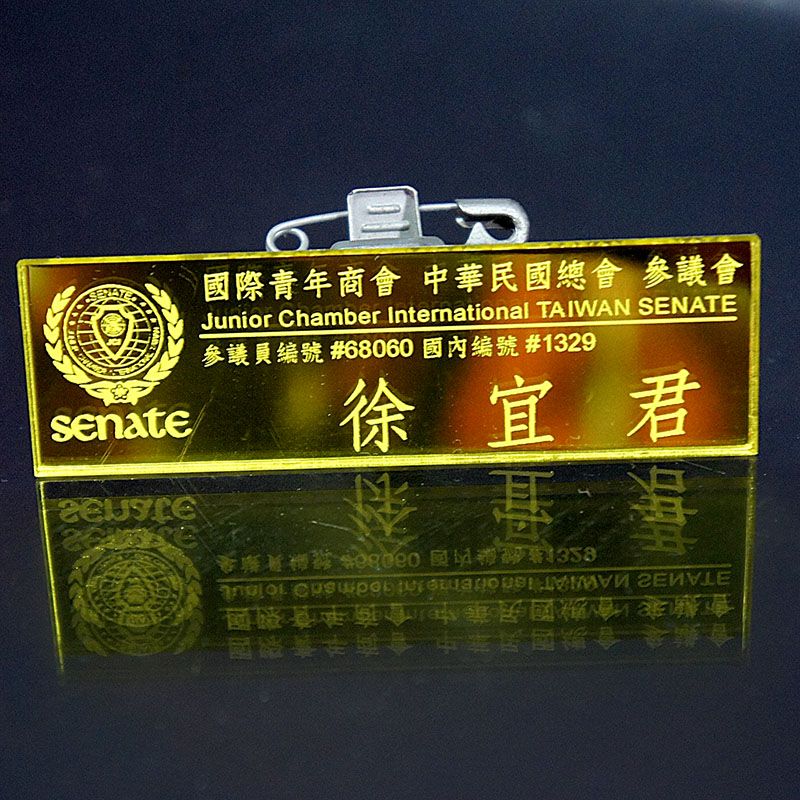 國際青年商會 中華民國總會 參議會
Junior Chamber International TAIWAN SENATE
參議員編號 #68060 國內編號 #1329
徐宜君
SENATE
senate